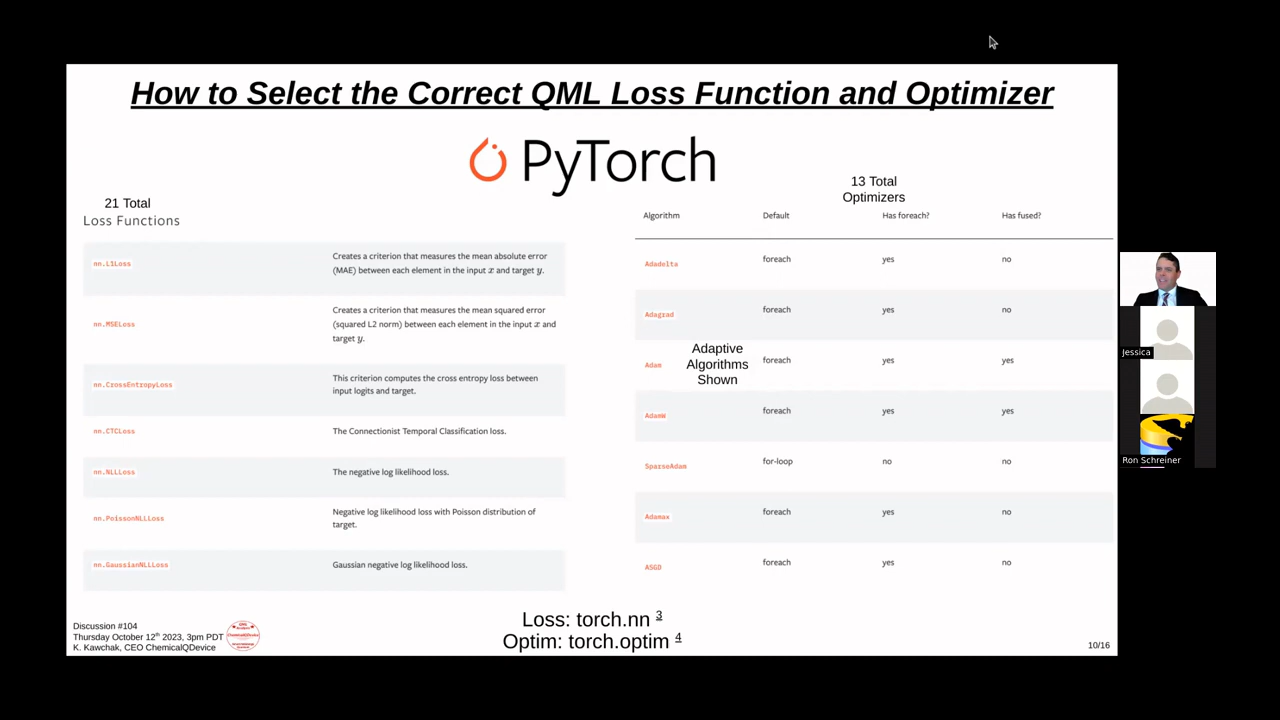 How to Select the Correct QML Loss Function and Optimizer
PyTorch
21 Total
Loss Functions
nn.L1Loss
Creates a criterion that measures the mean absolute error
(MAE) between each element in the input x and target y.
nn.MSELoss
Creates a criterion that measures the mean squared error
(squared L2 norm) between each element in the input x and
target y.
nn.CrossEntropyLoss
This criterion computes the cross entropy loss between
input logits and target.
nn.CTCLoss
The Connectionist Temporal Classification loss.
nn.NLLLoss
The negative log likelihood loss.
nn.PoissonNLLLoss
Negative log likelihood loss with Poisson distribution of
target.
nn.GaussianNLLLoss
Gaussian negative log likelihood loss.
13 Total
Optimizers
Algorithm Default Has foreach? Has fused?
Adadelta foreach yes no
Adagrad foreach yes no
Adaptive
Algorithms
Shown
Adam foreach yes yes
AdamW foreach yes yes
SparseAdam for-loop no no
Adamax foreach yes no
ASGD foreach yes no
Loss: torch.nn 3
Optim: torch.optim 4
Discussion #104
Thursday October 12th 2023, 3pm PDT
K. Kawchak, CEO ChemicalQDevice
ChemicalQDevice
10/16
Jessica
Ron Schreiner